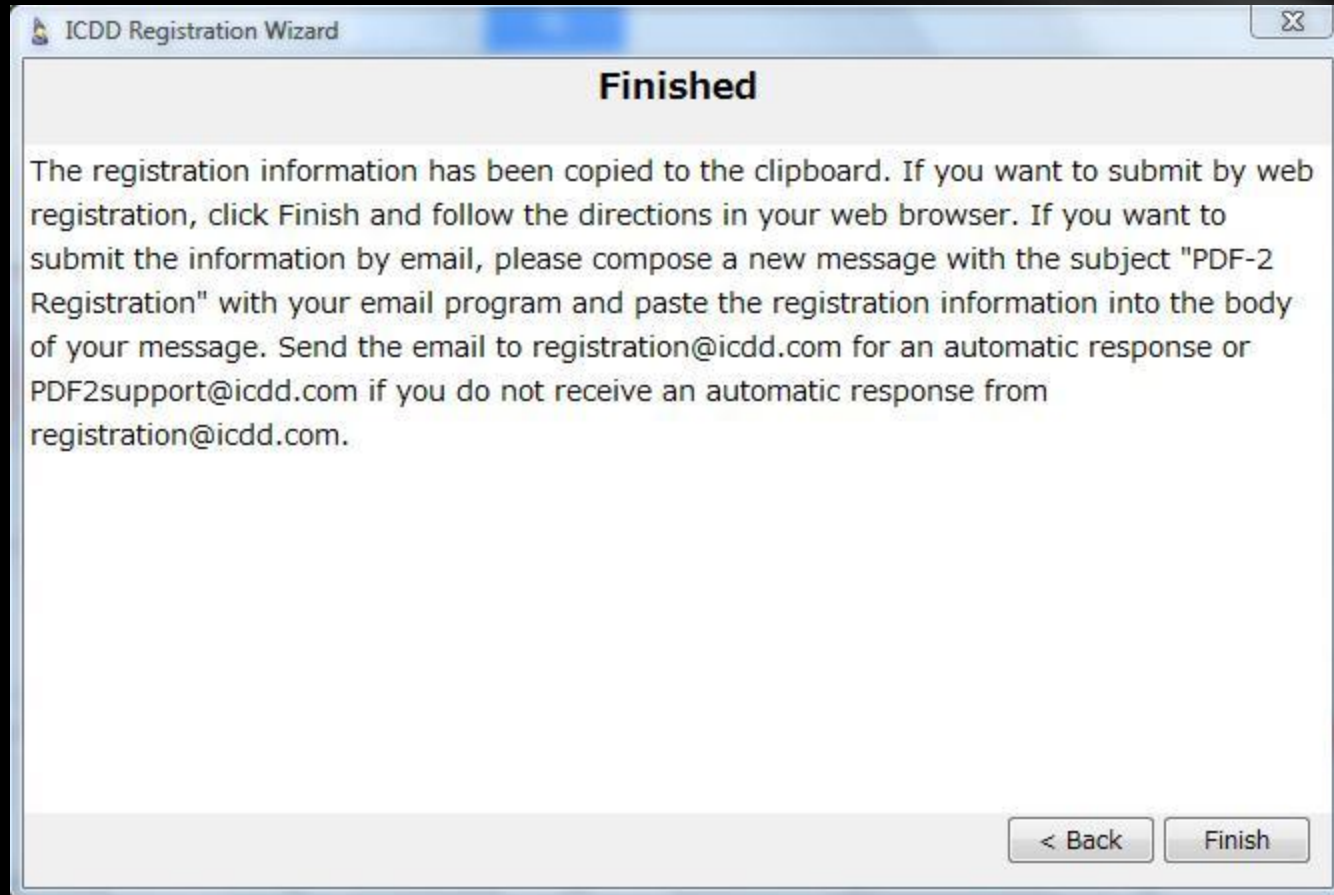 ICDD Registration Wizard
Finished
The registration information has been copied to the clipboard. If you want to submit by web
registration, click Finish and follow the directions in your web browser. If you want to
submit the information by email, please compose a new message with the subject "PDF-2
Registration" with your email program and paste the registration information into the body
of your message. Send the email to registration@icdd.com for an automatic response or
PDF2support@icdd.com if you do not receive an automatic response from
registration@icdd.com.
< Back Finish